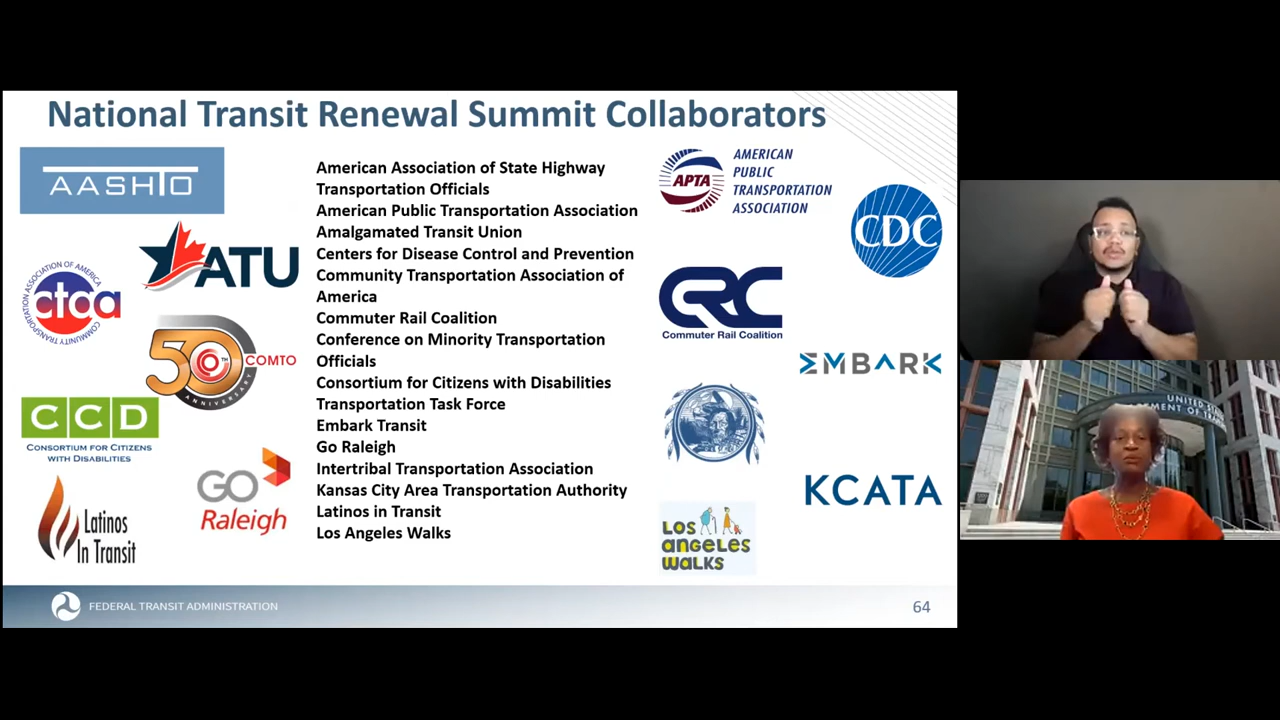 National Transit Renewal Summit Collaborators
AASHTO
ATU
COMMUNITY TRANSPORTATION ASSOCIATION OF AMERICA
ctaa
50TH
COMTO
ANNIVERSARY
CCD
CONSORTIUM FOR CITIZENS
WITH DISABILITIES
GO
Raleigh
Latinos
In Transit
American Association of State Highway
Transportation Officials
American Public Transportation Association
Amalgamated Transit Union
Centers for Disease Control and Prevention
Community Transportation Association of
America
Commuter Rail Coalition
Conference on Minority Transportation
Officials
Consortium for Citizens with Disabilities
Transportation Task Force
Embark Transit
Go Raleigh
Intertribal Transportation Association
Kansas City Area Transportation Authority
Latinos in Transit
Los Angeles Walks
APTA
AMERICAN
PUBLIC
TRANSPORTATION
ASSOCIATION
CDC
CRC
Commuter Rail Coalition
EMBARK
KCATA
LOS
angeles
walks
FEDERAL TRANSIT ADMINISTRATION
64
UNITED
MENT OF TRA